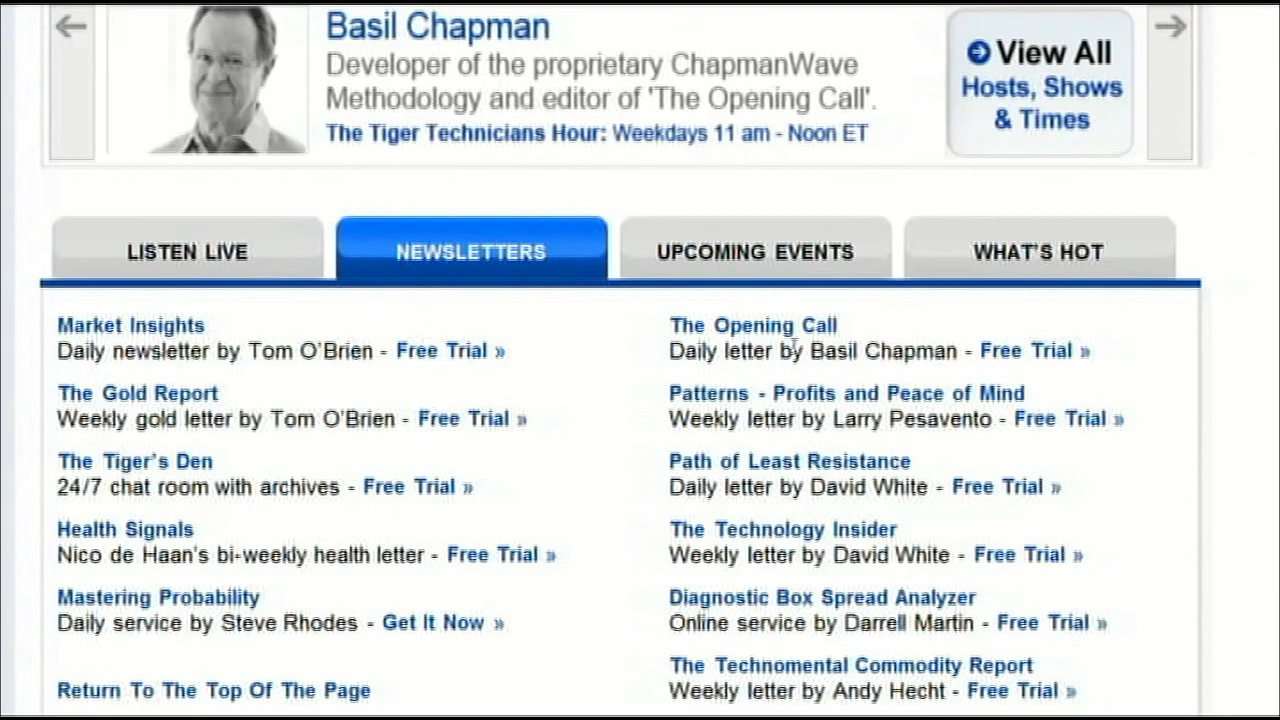 Basil Chapman
Developer of the proprietary ChapmanWave
Methodology and editor of 'The Opening Call'.
The Tiger Technicians Hour: Weekdays 11 am - Noon ET
View All
Hosts, Shows
& Times
LISTEN LIVE
NEWSLETTERS
UPCOMING EVENTS
WHAT'S HOT
Market Insights
Daily newsletter by Tom O'Brien - Free Trial »
The Gold Report
Weekly gold letter by Tom O'Brien - Free Trial »
The Tiger's Den
24/7 chat room with archives - Free Trial »
Health Signals
Nico de Haan's bi-weekly health letter - Free Trial »
Mastering Probability
Daily service by Steve Rhodes - Get It Now »
Return To The Top Of The Page
The Opening Call
Daily letter by Basil Chapman - Free Trial »
Patterns - Profits and Peace of Mind
Weekly letter by Larry Pesavento - Free Trial »
Path of Least Resistance
Daily letter by David White - Free Trial »
The Technology Insider
Weekly letter by David White - Free Trial »
Diagnostic Box Spread Analyzer
Online service by Darrell Martin - Free Trial »
The Technomental Commodity Report
Weekly letter by Andy Hecht - Free Trial »